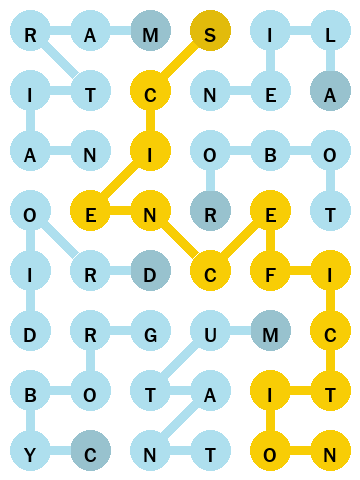 R A M S I L
I T C N E A
A N I O B O
O E N R E T
I R D C F I
D R G U M C
B O T A I T
Y C N T O N